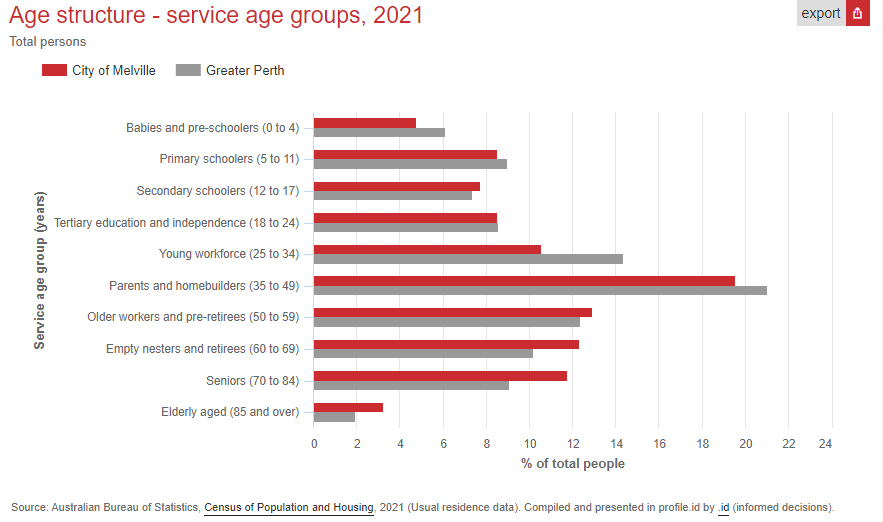 Age structure - service age groups, 2021
export
Total persons
City of Melville
Greater Perth
Service age group (years)
Babies and pre-schoolers (0 to 4)
Primary schoolers (5 to 11)
Secondary schoolers (12 to 17)
Tertiary education and independence (18 to 24)
Young workforce (25 to 34)
Parents and homebuilders (35 to 49)
Older workers and pre-retirees (50 to 59)
Empty nesters and retirees (60 to 69)
Seniors (70 to 84)
Elderly aged (85 and over)
0 2 4 6 8 10 12 14 16 18 20 22 24
% of total people
Source: Australian Bureau of Statistics, Census of Population and Housing, 2021 (Usual residence data). Compiled and presented in profile.id by .id (informed decisions).